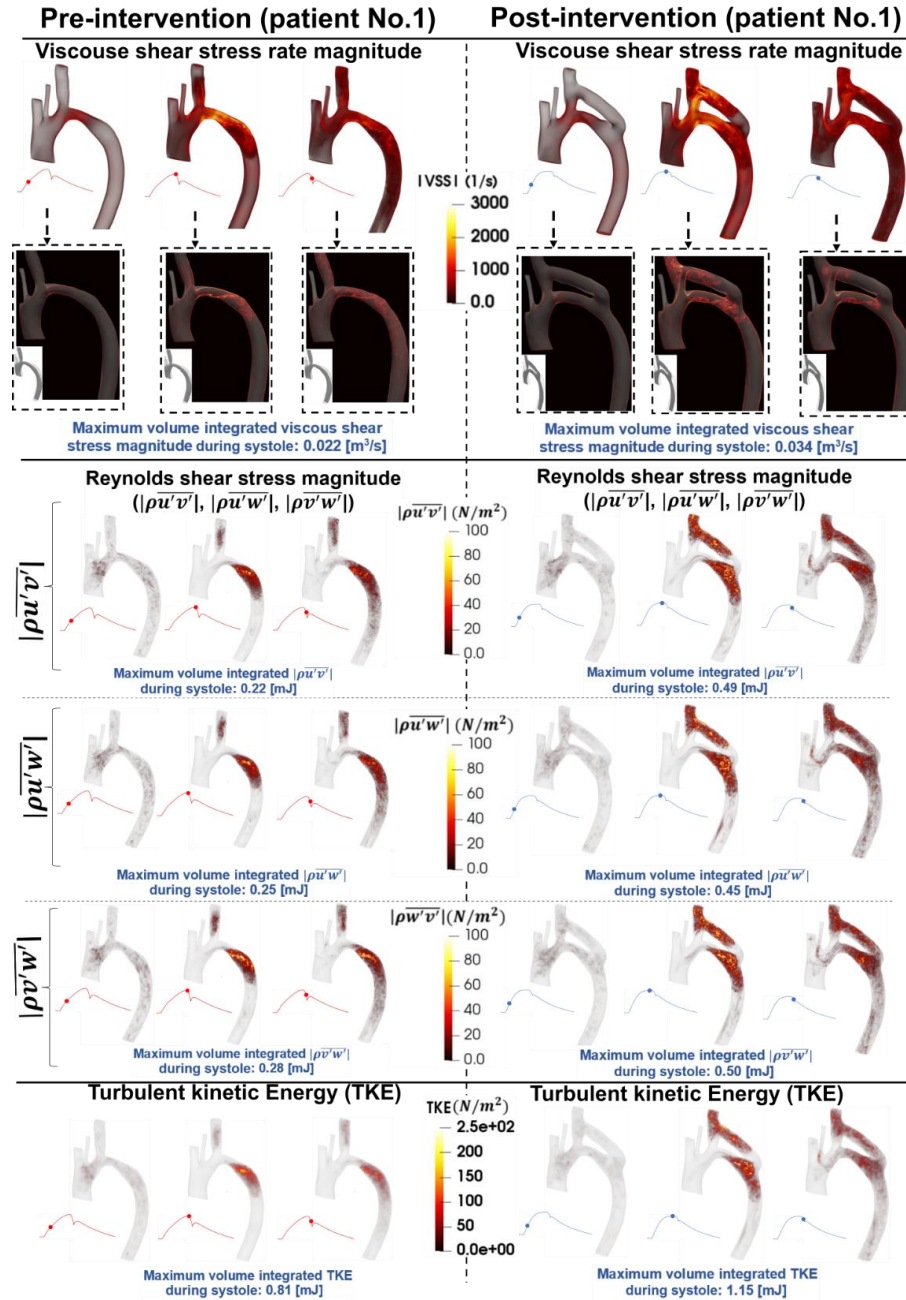 Pre-intervention (patient No.1)
Post-intervention (patient No.1)
Viscouse shear stress rate magnitude
Viscouse shear stress rate magnitude
|VSS| (1/s)
3000
2000
1000
0.0
Maximum volume integrated viscous shear
stress magnitude during systole: 0.022 [m³/s]
Maximum volume integrated viscous shear
stress magnitude during systole: 0.034 [m³/s]
Reynolds shear stress magnitude
(|ρu̅'v̅'|, |ρu̅'w̅'|, |ρv̅'w̅'|)
Reynolds shear stress magnitude
(|ρu̅'v̅'|, |ρu̅'w̅'|, |ρv̅'w̅'|)
|ρu̅'v̅'|
|ρu̅'v̅'| (N/m²)
100
80
60
40
20
0.0
Maximum volume integrated |ρu̅'v̅'|
during systole: 0.22 [mJ]
Maximum volume integrated |ρu̅'v̅'|
during systole: 0.49 [mJ]
|ρu̅'w̅'|
|ρu̅'w̅'| (N/m²)
100
80
60
40
20
0.0
Maximum volume integrated |ρu̅'w̅'|
during systole: 0.25 [mJ]
Maximum volume integrated |ρu̅'w̅'|
during systole: 0.45 [mJ]
|ρv̅'w̅'|
|ρw̅'v̅'|(N/m²)
100
80
60
40
20
0.0
Maximum volume integrated |ρv̅'w̅'|
during systole: 0.28 [mJ]
Maximum volume integrated |ρv̅'w̅'|
during systole: 0.50 [mJ]
Turbulent kinetic Energy (TKE)
Turbulent kinetic Energy (TKE)
TKE(N/m²)
2.5e+02
200
150
100
50
0.0e+00
Maximum volume integrated TKE
during systole: 0.81 [mJ]
Maximum volume integrated TKE
during systole: 1.15 [mJ]